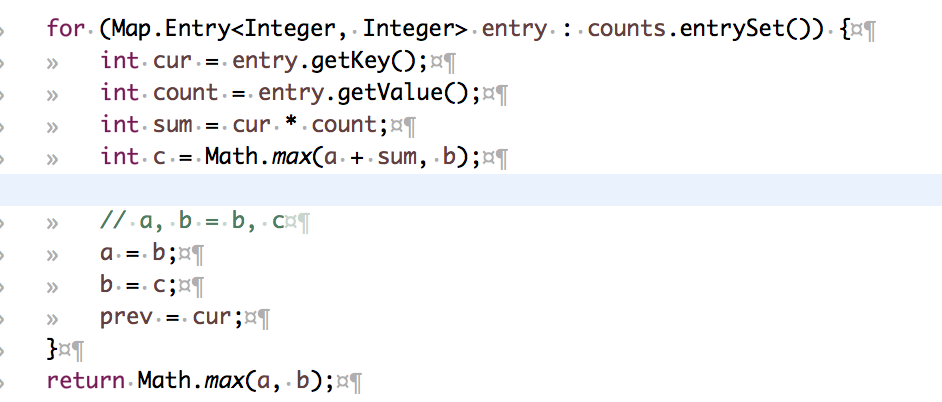 for (Map.Entry<Integer, Integer> entry : counts.entrySet()) {¤¶
» int cur = entry.getKey();¤¶
» int count = entry.getValue();¤¶
» int sum = cur * count;¤¶
» int c = Math.max(a + sum, b);¤¶
» // a, b = b, c¤¶
» a = b;¤¶
» b = c;¤¶
» prev = cur;¤¶
}¤¶
return Math.max(a, b);¤¶